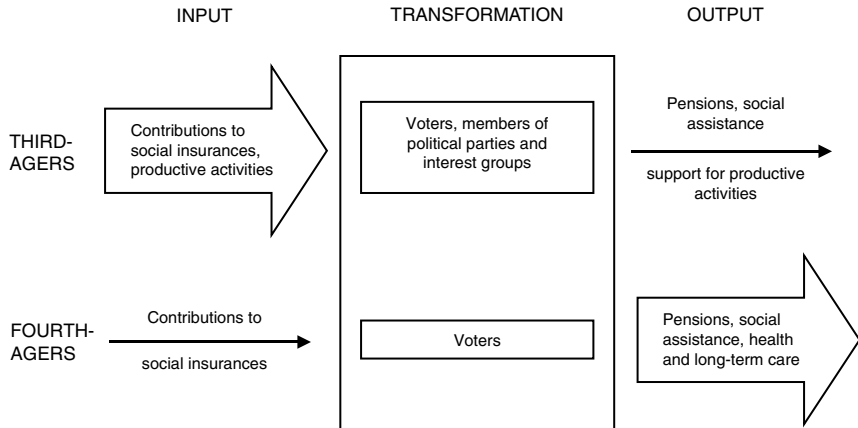 INPUT
TRANSFORMATION
OUTPUT
THIRD-
AGERS
Contributions to
social insurances,
productive activities
Voters, members of
political parties and
interest groups
Pensions, social
assistance
support for productive
activities
FOURTH-
AGERS
Contributions to
social insurances
Voters
Pensions, social
assistance, health
and long-term care